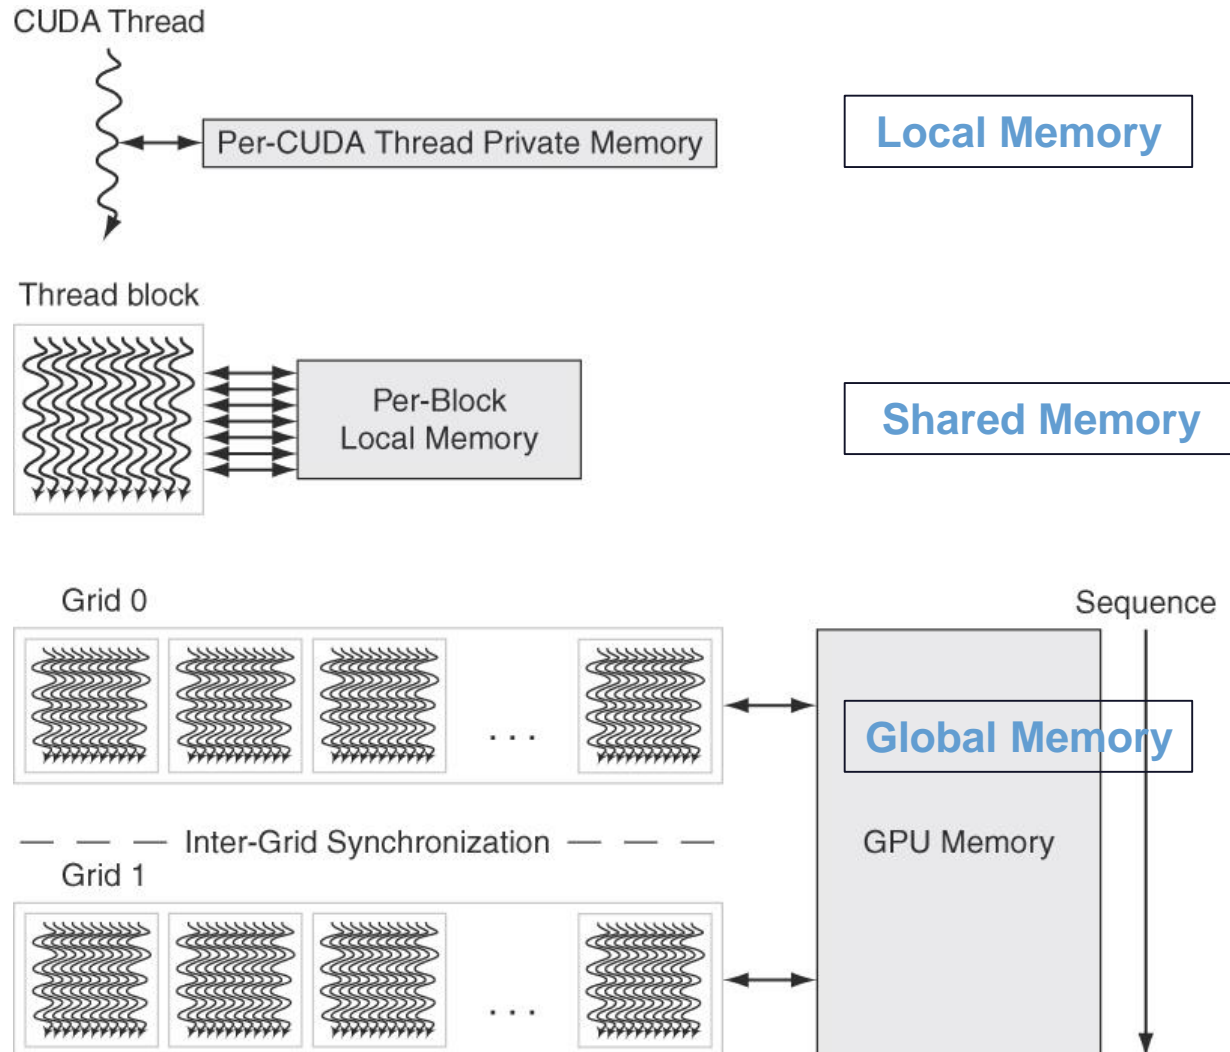 CUDA Thread
Per-CUDA Thread Private Memory
Local Memory
Thread block
Per-Block
Local Memory
Shared Memory
Grid 0
Sequence
. . .
Global Memory
Inter-Grid Synchronization
GPU Memory
Grid 1
. . .